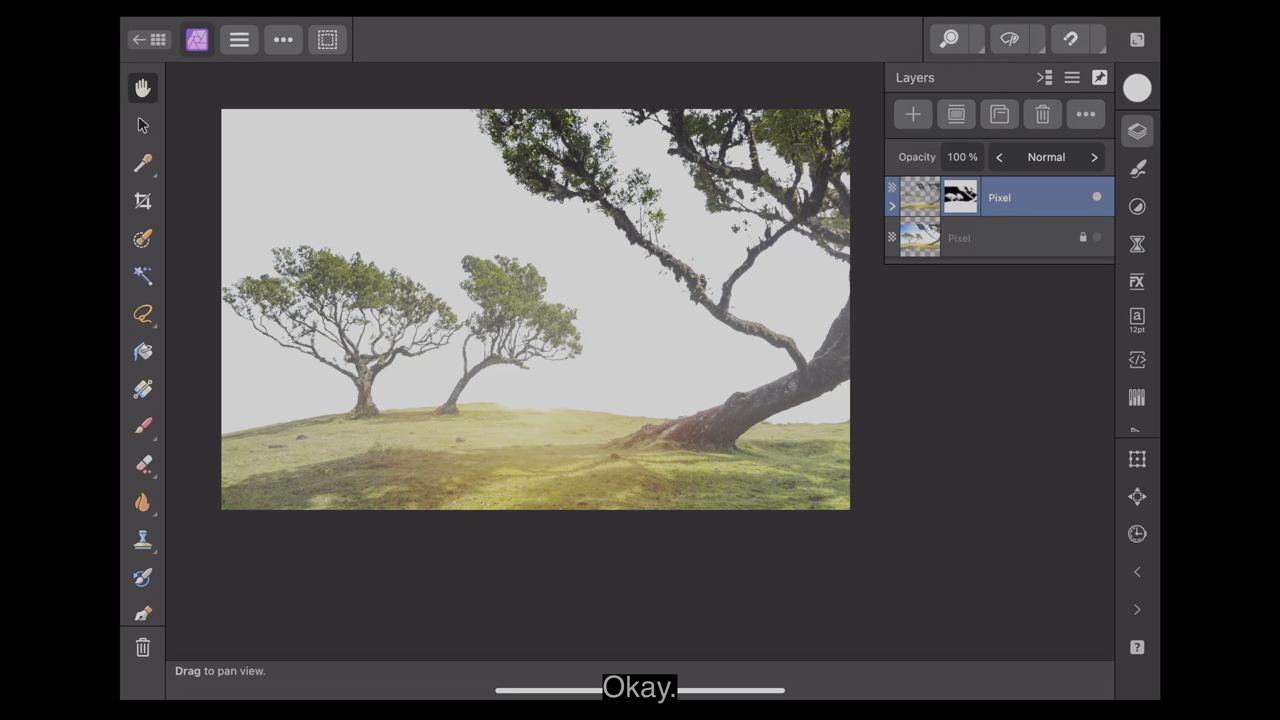 Layers
Opacity 100 % Normal
Pixel
Pixel
a
12pt
?
Drag to pan view.
Okay.